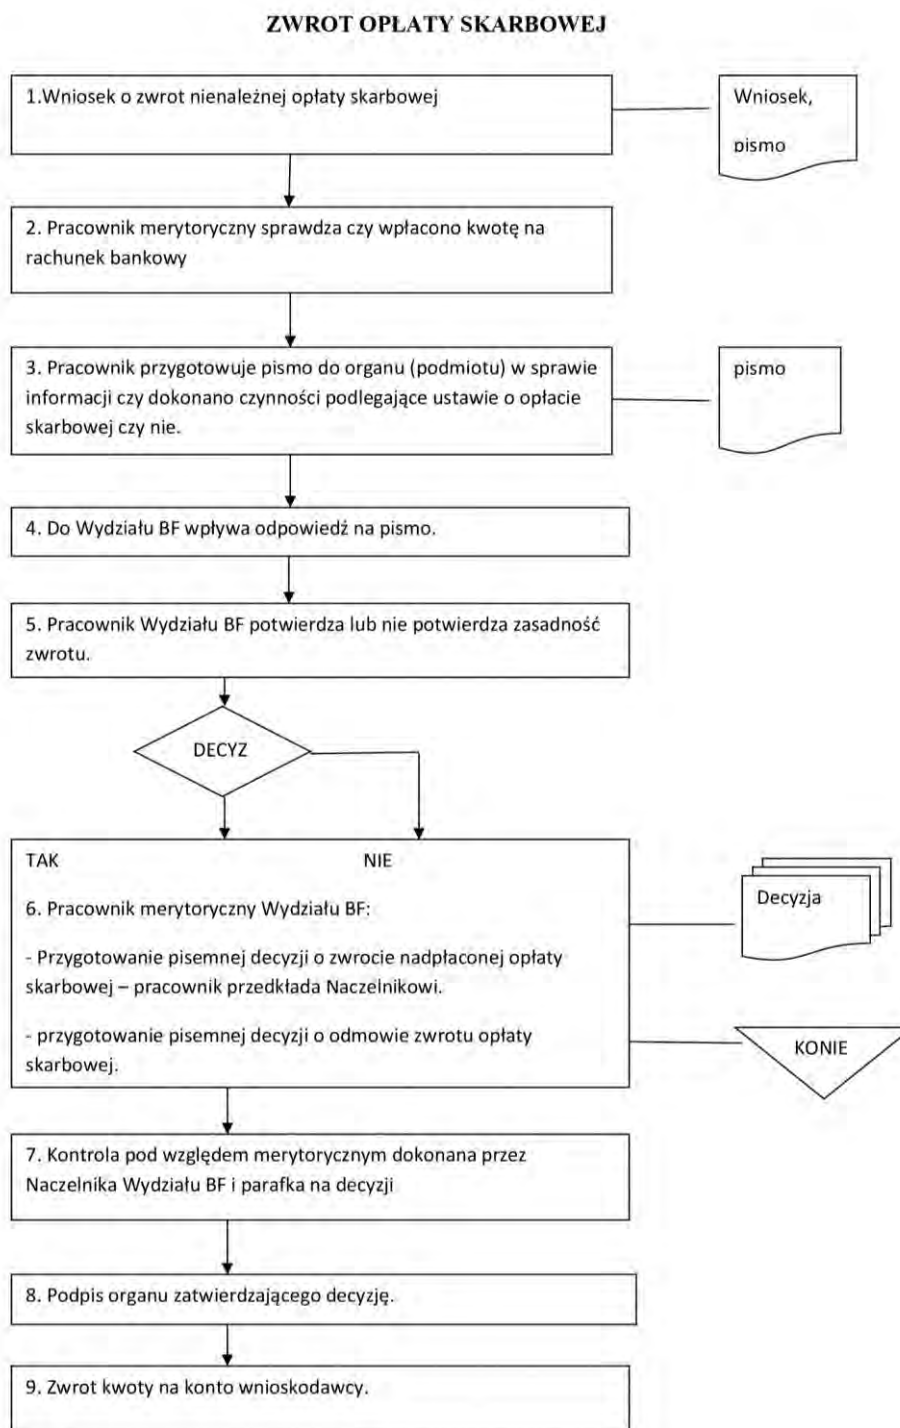 ZWROT OPŁATY SKARBOWEJ
1.Wniosek o zwrot nienależnej opłaty skarbowej
Wniosek,
pismo
2. Pracownik merytoryczny sprawdza czy wpłacono kwotę na
rachunek bankowy
3. Pracownik przygotowuje pismo do organu (podmiotu) w sprawie
informacji czy dokonano czynności podlegające ustawie o opłacie
skarbowej czy nie.
pismo
4. Do Wydziału BF wpływa odpowiedź na pismo.
5. Pracownik Wydziału BF potwierdza lub nie potwierdza zasadność
zwrotu.
DECYZ
TAK NIE
6. Pracownik merytoryczny Wydziału BF:
- Przygotowanie pisemnej decyzji o zwrocie nadpłaconej opłaty
skarbowej – pracownik przedkłada Naczelnikowi.
- przygotowanie pisemnej decyzji o odmowie zwrotu opłaty
skarbowej.
Decyzja
KONIE
7. Kontrola pod względem merytorycznym dokonana przez
Naczelnika Wydziału BF i parafka na decyzji
8. Podpis organu zatwierdzającego decyzję.
9. Zwrot kwoty na konto wnioskodawcy.